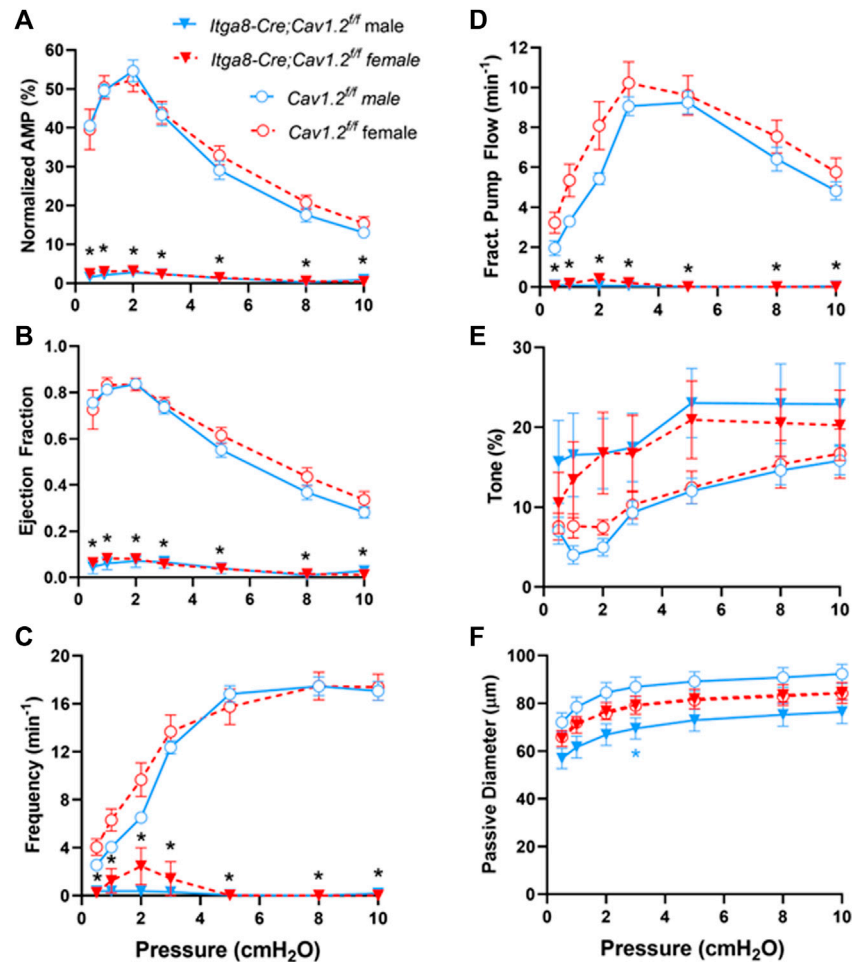 A
Itga8-Cre;Cav1.2f/f male
Itga8-Cre;Cav1.2f/f female
Cav1.2f/f male
Cav1.2f/f female
Normalized AMP (%)
60
50
40
30
20
10
0
* * * * * * *
0 2 4 6 8 10
B
Ejection Fraction
1.0
0.8
0.6
0.4
0.2
0.0
* * * * * * *
0 2 4 6 8 10
C
Frequency (min-1)
20
16
12
8
4
0
* * * * * * *
0 2 4 6 8 10
Pressure (cmH2O)
D
Fract. Pump Flow (min-1)
14
12
10
8
6
4
2
0
* * * * * * *
0 2 4 6 8 10
E
Tone (%)
30
20
10
0
0 2 4 6 8 10
F
Passive Diameter (μm)
100
80
60
40
20
0
*
0 2 4 6 8 10
Pressure (cmH2O)